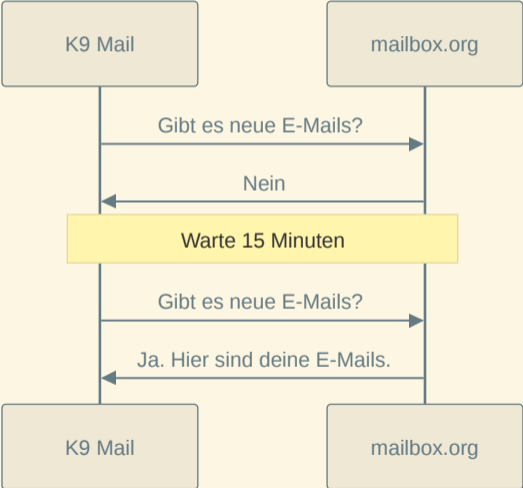 K9 Mail
mailbox.org
Gibt es neue E-Mails?
Nein
Warte 15 Minuten
Gibt es neue E-Mails?
Ja. Hier sind deine E-Mails.
K9 Mail
mailbox.org